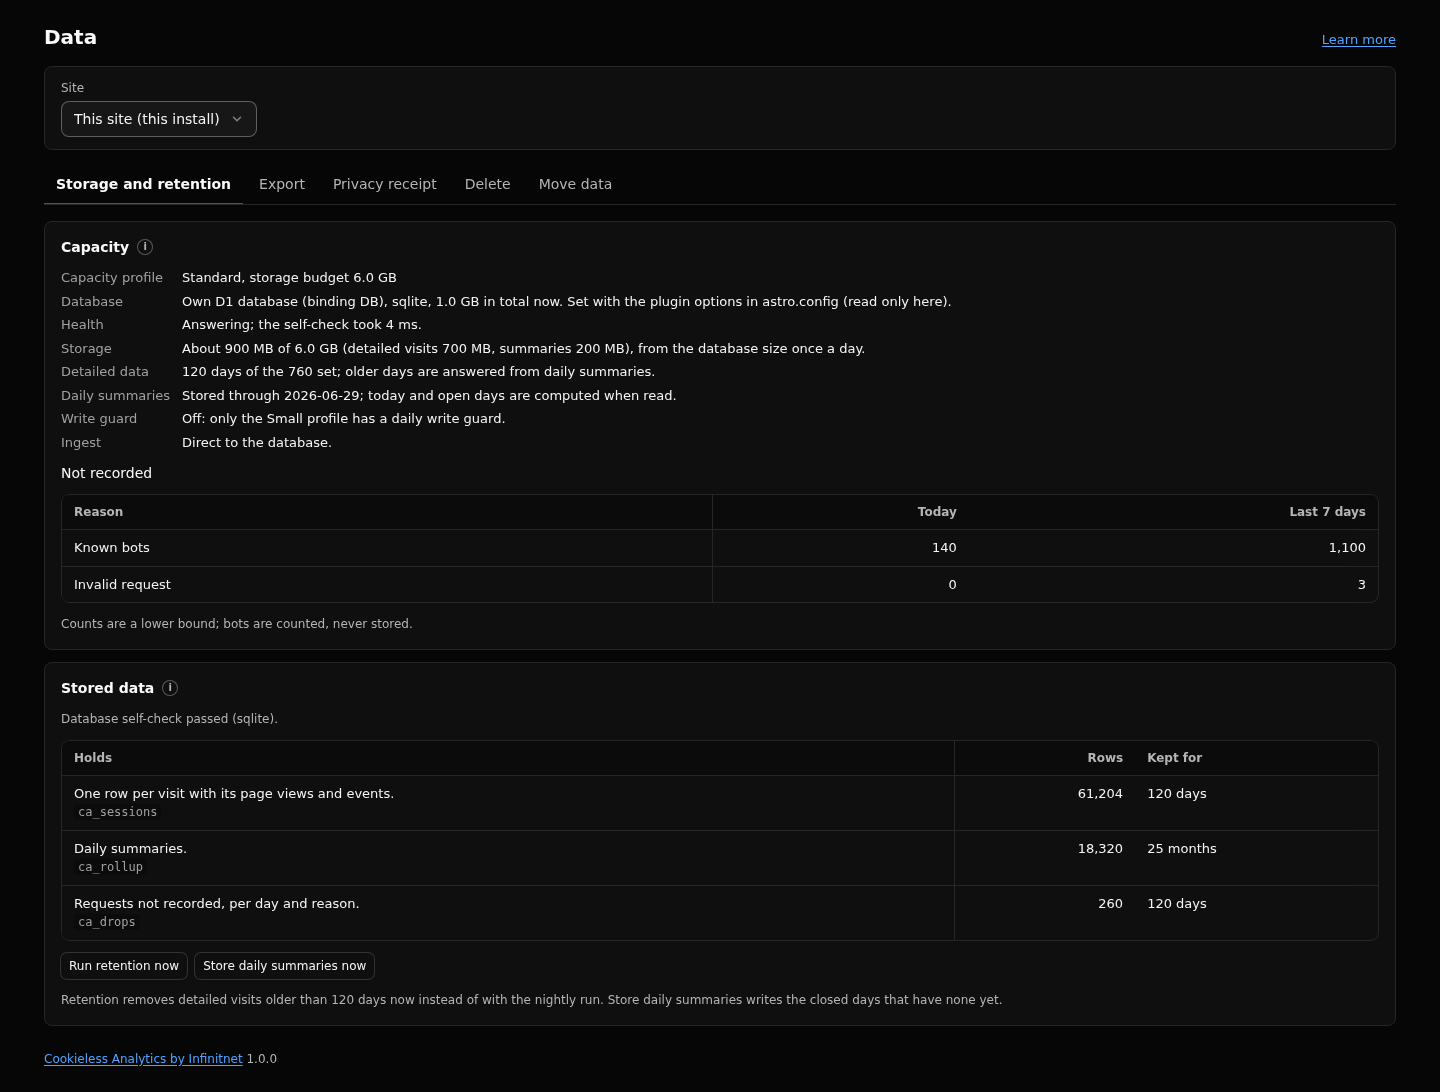 Data
Learn more
Site
This site (this install)
Storage and retention
Export
Privacy receipt
Delete
Move data
Capacity i
Capacity profile Standard, storage budget 6.0 GB
Database Own D1 database (binding DB), sqlite, 1.0 GB in total now. Set with the plugin options in astro.config (read only here).
Health Answering; the self-check took 4 ms.
Storage About 900 MB of 6.0 GB (detailed visits 700 MB, summaries 200 MB), from the database size once a day.
Detailed data 120 days of the 760 set; older days are answered from daily summaries.
Daily summaries Stored through 2026-06-29; today and open days are computed when read.
Write guard Off: only the Small profile has a daily write guard.
Ingest Direct to the database.
Not recorded
Reason Today Last 7 days
Known bots 140 1,100
Invalid request 0 3
Counts are a lower bound; bots are counted, never stored.
Stored data i
Database self-check passed (sqlite).
Holds Rows Kept for
One row per visit with its page views and events. 61,204 120 days
ca_sessions
Daily summaries. 18,320 25 months
ca_rollup
Requests not recorded, per day and reason. 260 120 days
ca_drops
Run retention now
Store daily summaries now
Retention removes detailed visits older than 120 days now instead of with the nightly run. Store daily summaries writes the closed days that have none yet.
Cookieless Analytics by Infinitnet 1.0.0